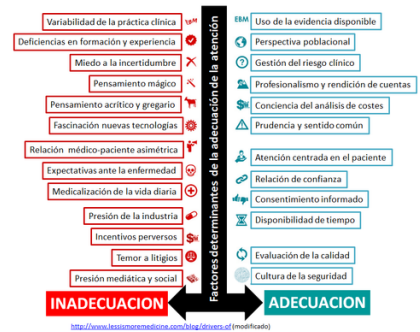 Variabilidad de la práctica clínica
EBM
Deficiencias en formación y experiencia
Miedo a la incertidumbre
Pensamiento mágico
Pensamiento acrítico y gregario
Fascinación nuevas tecnologías
Relación médico-paciente asimétrica
Expectativas ante la enfermedad
Medicalización de la vida diaria
Presión de la industria
Incentivos perversos
Temor a litigios
Presión mediática y social
Factores determinantes de la adecuación de la atención
EBM
Uso de la evidencia disponible
Perspectiva poblacional
Gestión del riesgo clínico
Profesionalismo y rendición de cuentas
Conciencia del análisis de costes
Prudencia y sentido común
Atención centrada en el paciente
Relación de confianza
Consentimiento informado
Disponibilidad de tiempo
Evaluación de la calidad
Cultura de la seguridad
INADECUACION
ADECUACION
http://www.lessismoremedicine.com/blog/drivers-of (modificado)